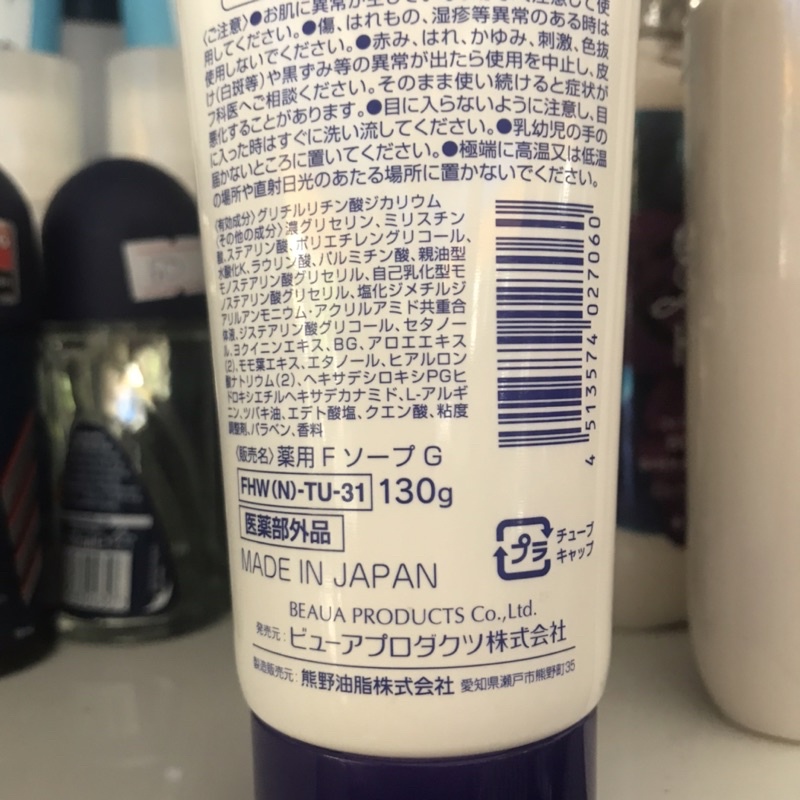 〈ご注意〉●お肌に異常が
用してください。●傷、はれもの、湿疹等異常のある時は
使用しないでください。●赤み、はれ、かゆみ、刺激、色抜
け(白斑等)や黒ずみ等の異常が出たら使用を中止し、皮
フ科医へご相談ください。そのまま使い続けると症状が
悪化することがあります。●目に入らないように注意し、目
に入った時はすぐに洗い流してください。●乳幼児の手の
届かないところに置いてください。●極端に高温又は低温
の場所や直射日光のあたる場所に置かないでください。
〈有効成分〉グリチルリチン酸ジカリウム
〈その他の成分〉濃グリセリン、ミリスチン
酸、ステアリン酸、ポリエチレングリコール、
水酸化K、ラウリン酸、パルミチン酸、親油型
モノステアリン酸グリセリル、自己乳化型モ
ノステアリン酸グリセリル、塩化ジメチルジ
アリルアンモニウム・アクリルアミド共重合
体液、ジステアリン酸グリコール、セタノー
ル、ヨクイニンエキス、BG、アロエエキス
(2)、モモ葉エキス、エタノール、ヒアルロン
酸ナトリウム(2)、ヘキサデシロキシPGヒ
ドロキシエチルヘキサデカナミド、L-アルギ
ニン、ツバキ油、エデト酸塩、クエン酸、粘度
調整剤、パラベン、香料
4 513574 027060
〈販売名〉薬用 F ソープ G
FHW(N)-TU-31 130g
医薬部外品
プラ
チューブ
キャップ
MADE IN JAPAN
BEAUA PRODUCTS Co.,Ltd.
発売元：ビューアプロダクツ株式会社
製造販売元：熊野油脂株式会社 愛知県瀬戸市熊野町35